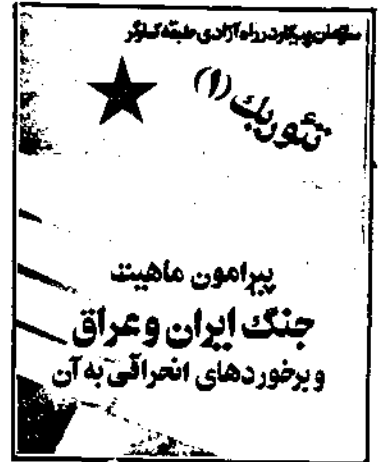 سازمان پیکار در راه آزادی طبقه کارگر
تئوریک (۱)
پیرامون ماهیت
جنگ ایران و عراق
و برخوردهای انحرافی به آن